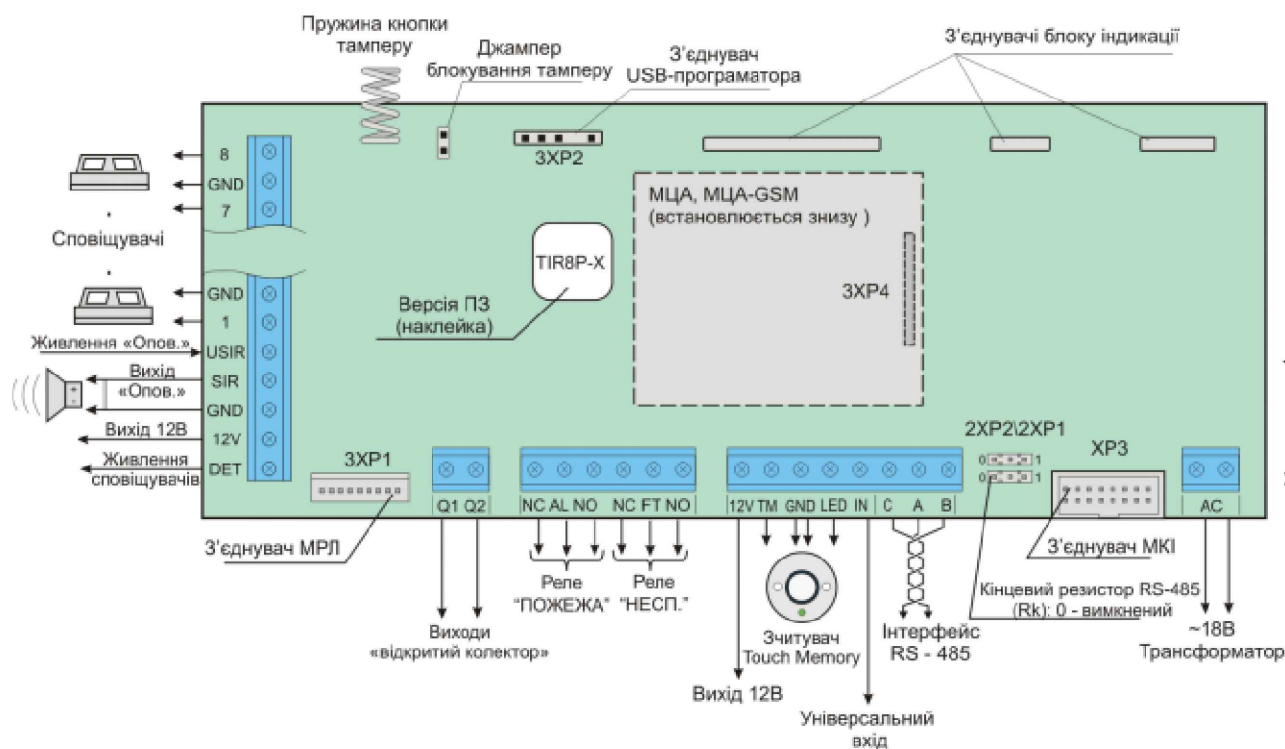 Пружина кнопки
тамперу
Джампер
блокування тамперу
З'єднувач
USB-програматора
З'єднувачі блоку індикації
3XP2
8
GND
7
Сповіщувачі
GND
1
Живлення «Опов.»
USIR
Вихід
«Опов.»
SIR
GND
Вихід 12В
12V
Живлення
сповіщувачів
DET
МЦА, МЦА-GSM
(встановлюється знизу )
TIR8P-X
3XP4
Версія ПЗ
(наклейка)
3XP1
2XP2\2XP1
0 1
0 1
XP3
Q1 Q2
NC AL NO NC FT NO
12V TM GND LED IN C A B
AC
З'єднувач МРЛ
З'єднувач МКІ
Реле
"ПОЖЕЖА"
Реле
"НЕСП."
Кінцевий резистор RS-485
(Rk): 0 - вимкнений
Виходи
«відкритий колектор»
Зчитувач
Touch Memory
Інтерфейс
RS - 485
~18В
Трансформатор
Вихід 12В
Універсальний
вхід